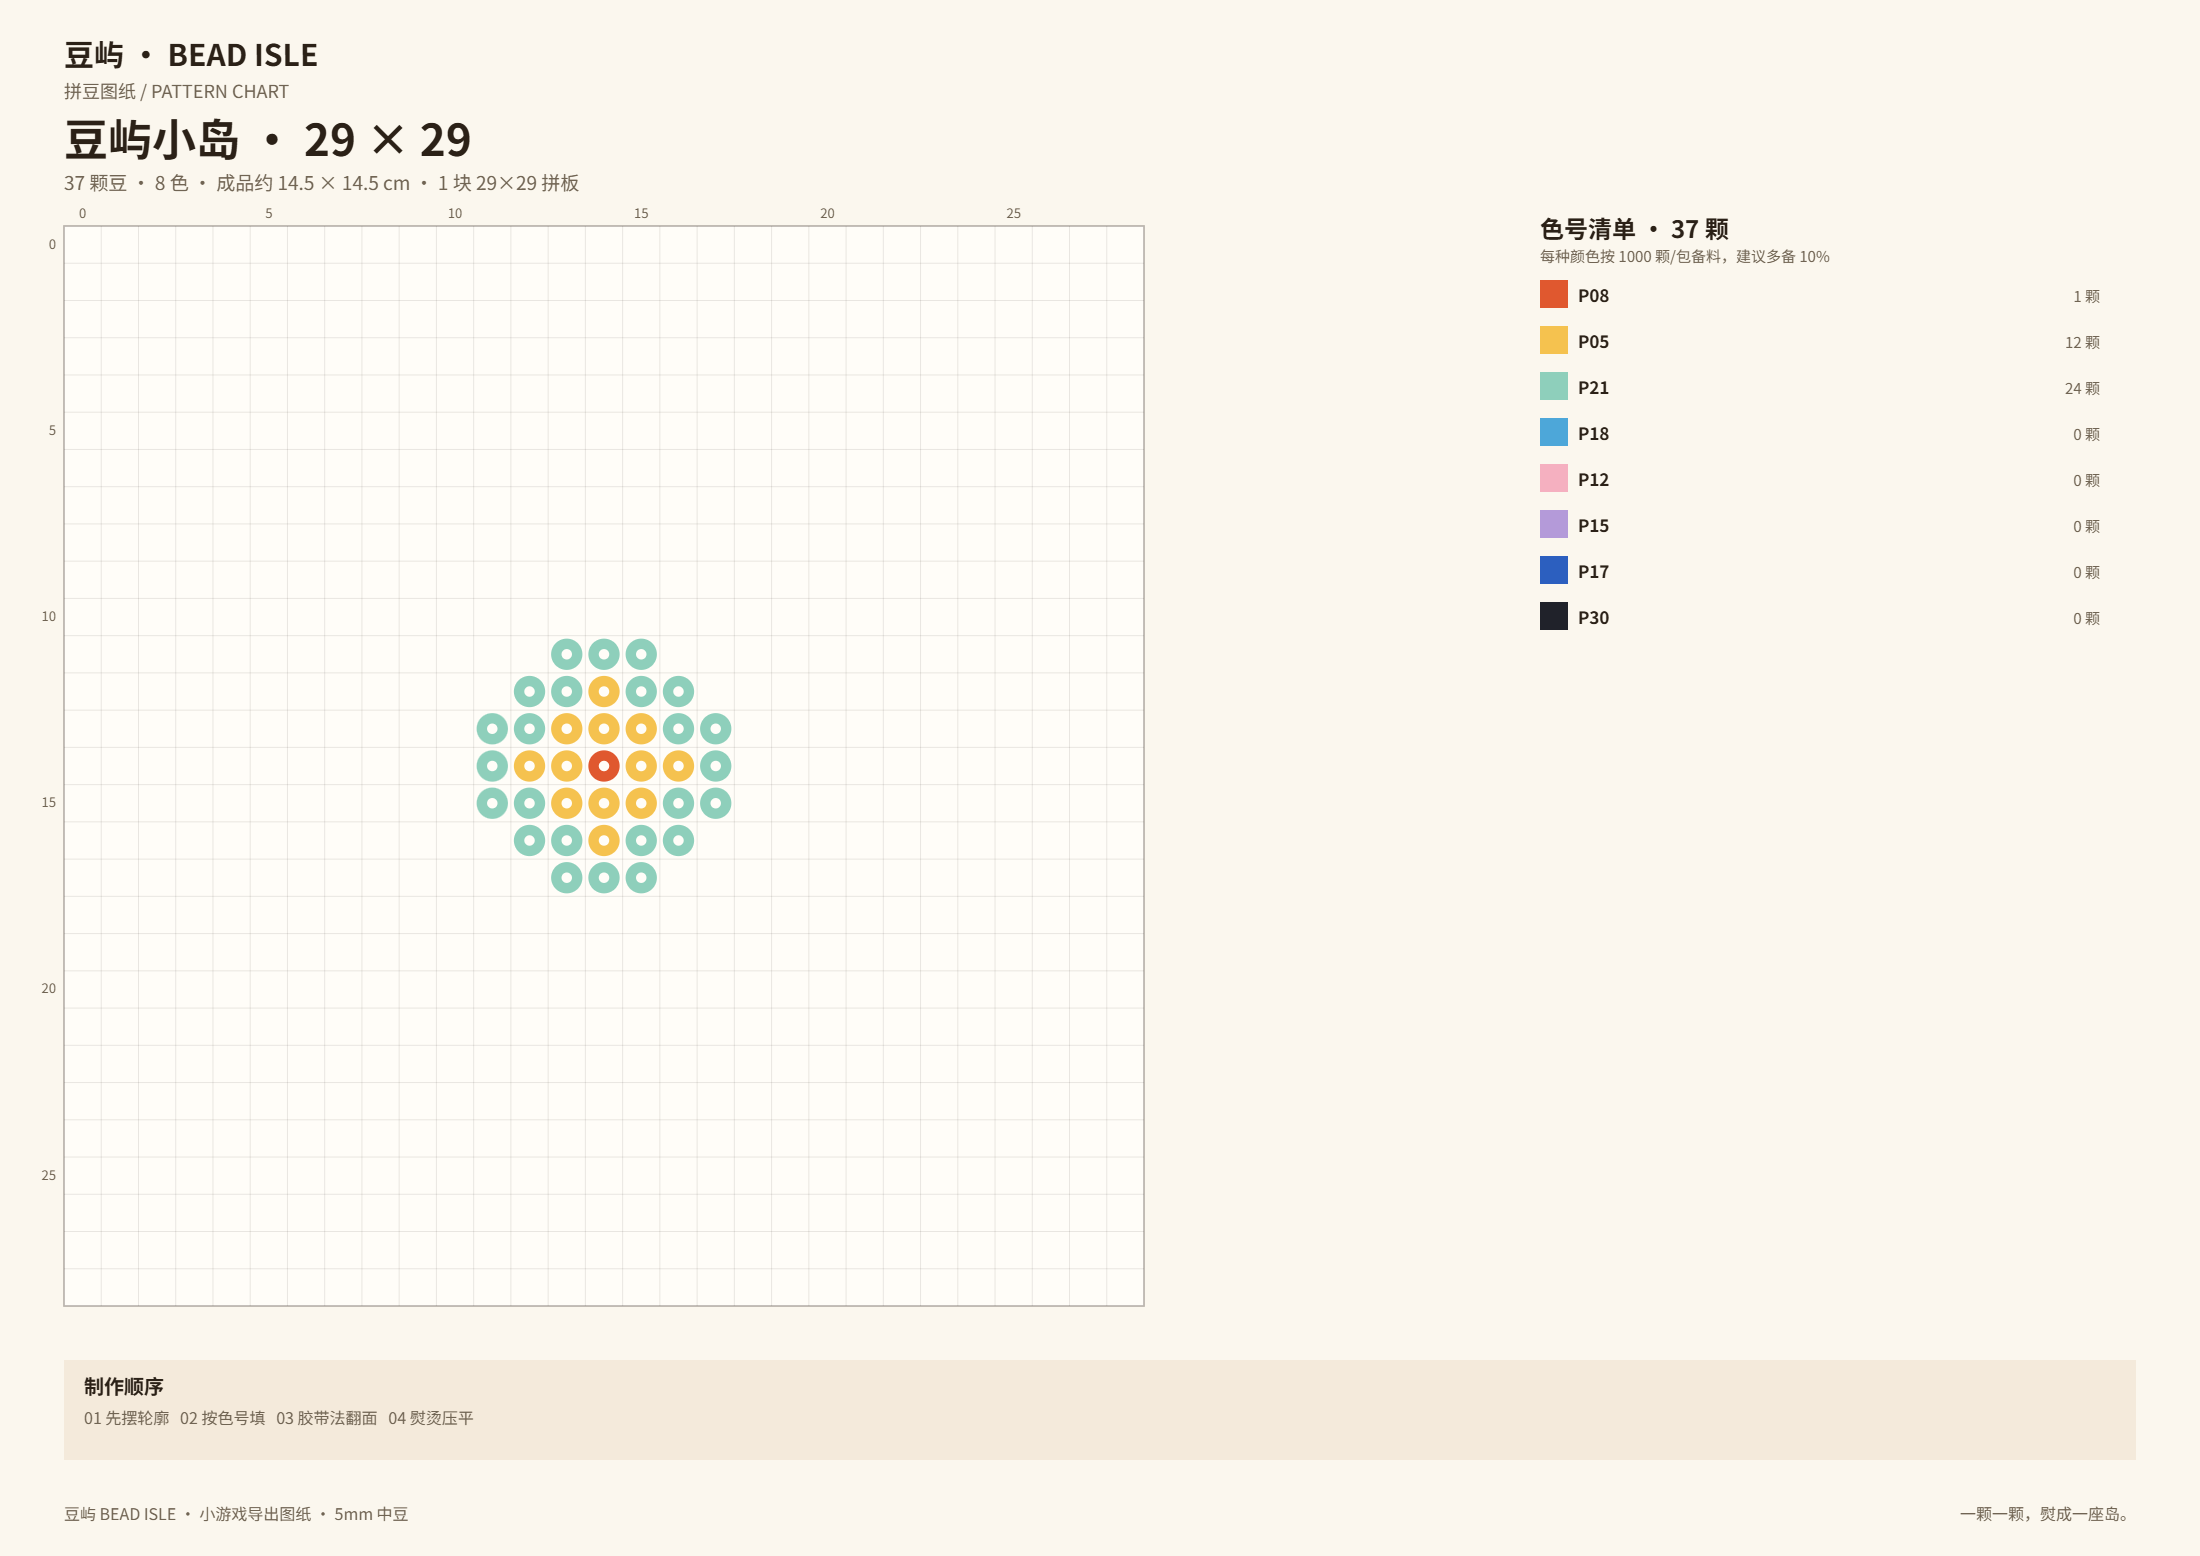 豆屿 · BEAD ISLE
拼豆图纸 / PATTERN CHART
豆屿小岛 · 29 × 29
37 颗豆 · 8 色 · 成品约 14.5 × 14.5 cm · 1 块 29×29 拼板
0 5 10 15 20 25
0
5
10
15
20
25
色号清单 · 37 颗
每种颜色按 1000 颗/包备料，建议多备 10%
P08 1 颗
P05 12 颗
P21 24 颗
P18 0 颗
P12 0 颗
P15 0 颗
P17 0 颗
P30 0 颗
制作顺序
01 先摆轮廓 02 按色号填 03 胶带法翻面 04 熨烫压平
豆屿 BEAD ISLE · 小游戏导出图纸 · 5mm 中豆
一颗一颗，熨成一座岛。